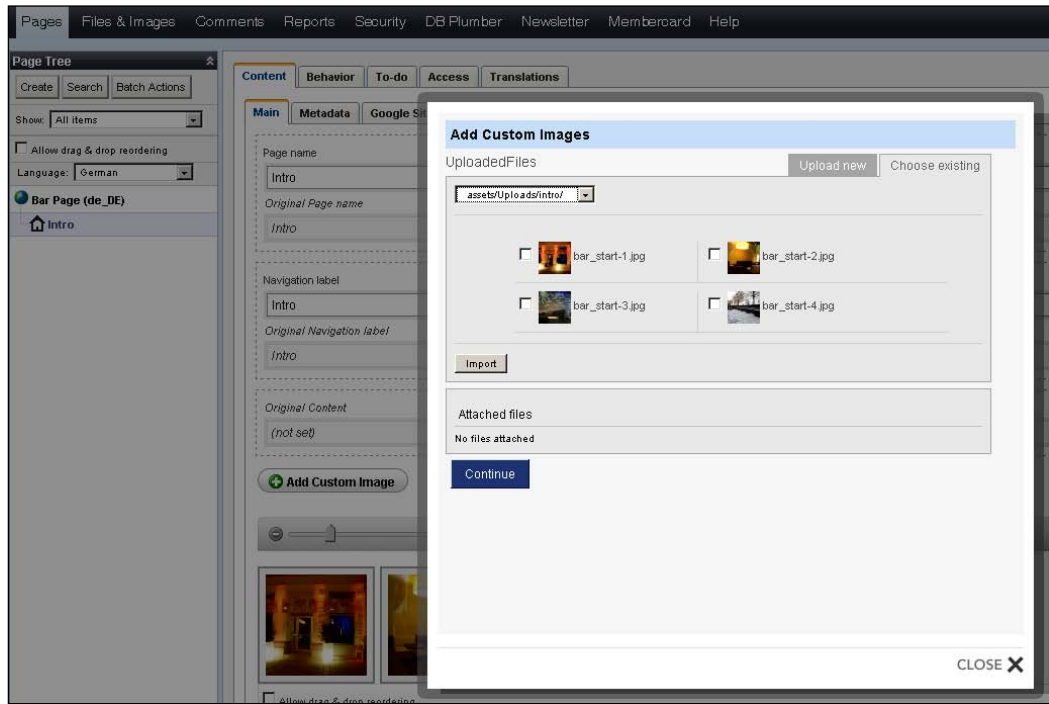 Pages Files & Images Comments Reports Security DB Plumber Newsletter Membercard Help
Page Tree
Create Search Batch Actions
Show: All items
Allow drag & drop reordering
Language: German
Bar Page (de_DE)
Intro
Content Behavior To-do Access Translations
Main Metadata Google Sit
Page name
Intro
Original Page name
Intro
Navigation label
Intro
Original Navigation label
Intro
Original Content
(not set)
Add Custom Image
Allow drag & drop reordering
Add Custom Images
UploadedFiles
Upload new Choose existing
assets/Uploads/intro/
bar_start-1.jpg bar_start-2.jpg
bar_start-3.jpg bar_start-4.jpg
Import
Attached files
No files attached
Continue
CLOSE X